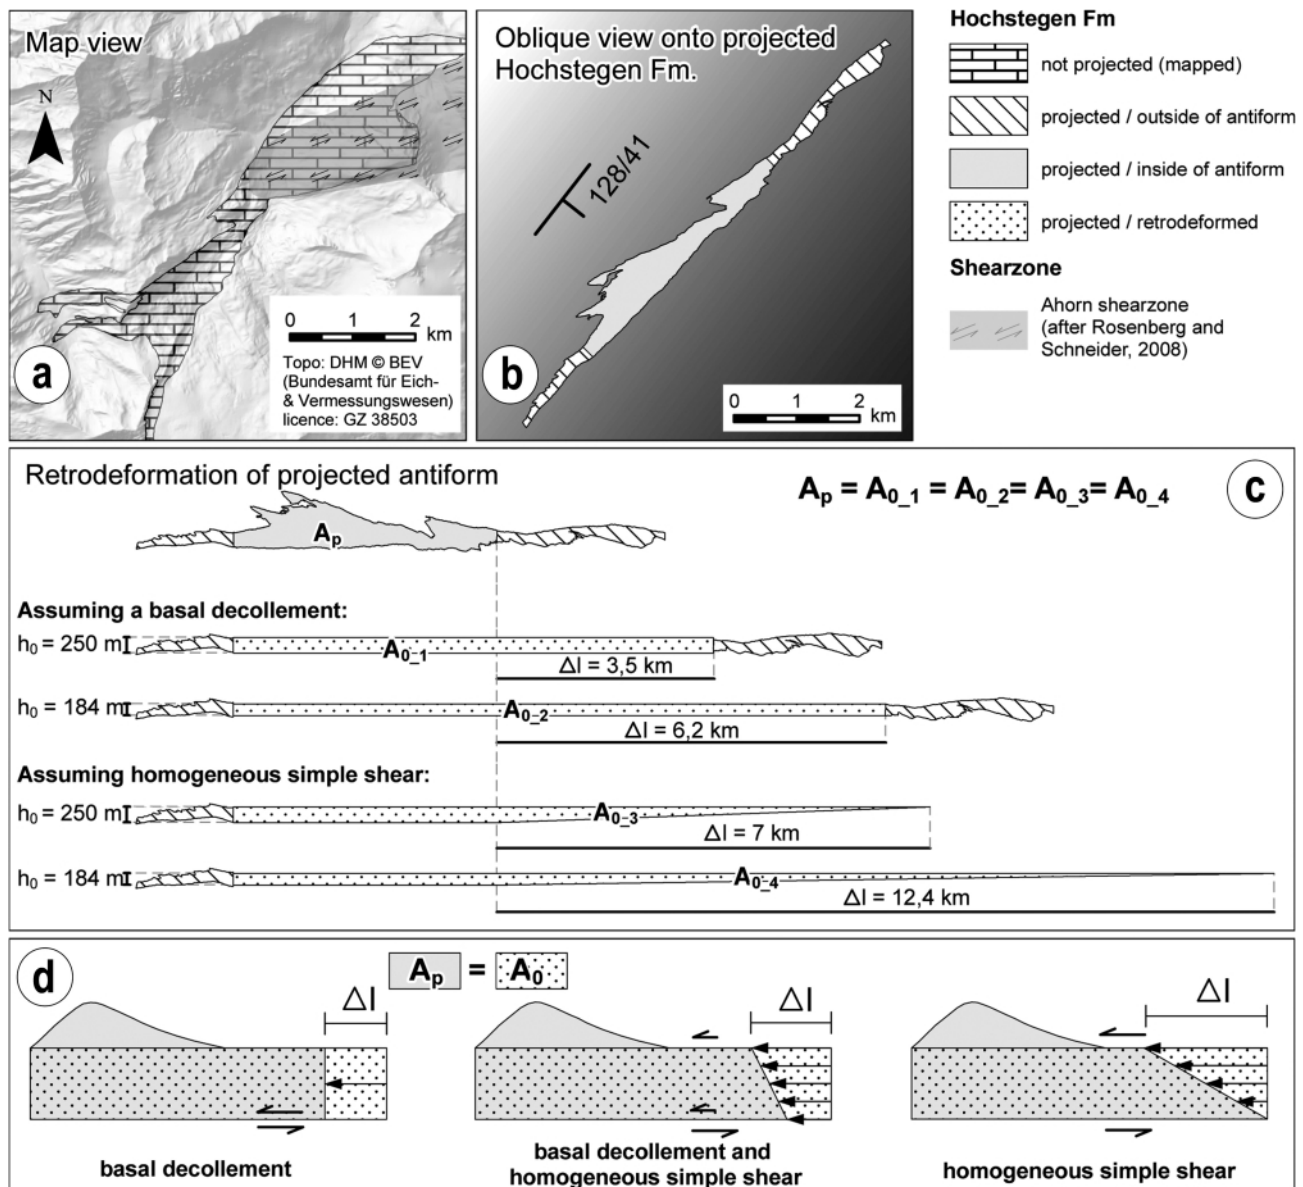 Map view
N
0 1 2 km
Topo: DHM © BEV
(Bundesamt für Eich-
& Vermessungswesen)
licence: GZ 38503
a
Oblique view onto projected
Hochstegen Fm.
128/41
0 1 2 km
b
Hochstegen Fm
not projected (mapped)
projected / outside of antiform
projected / inside of antiform
projected / retrodeformed
Shearzone
Ahorn shearzone
(after Rosenberg and
Schneider, 2008)
Retrodeformation of projected antiform
Ap = A0_1 = A0_2= A0_3= A0_4
c
Ap
Assuming a basal decollement:
h0 = 250 m
A0_1
Δl = 3,5 km
h0 = 184 m
A0_2
Δl = 6,2 km
Assuming homogeneous simple shear:
h0 = 250 m
A0_3
Δl = 7 km
h0 = 184 m
A0_4
Δl = 12,4 km
d
Ap = A0
Δl
Δl
Δl
basal decollement
basal decollement and
homogeneous simple shear
homogeneous simple shear